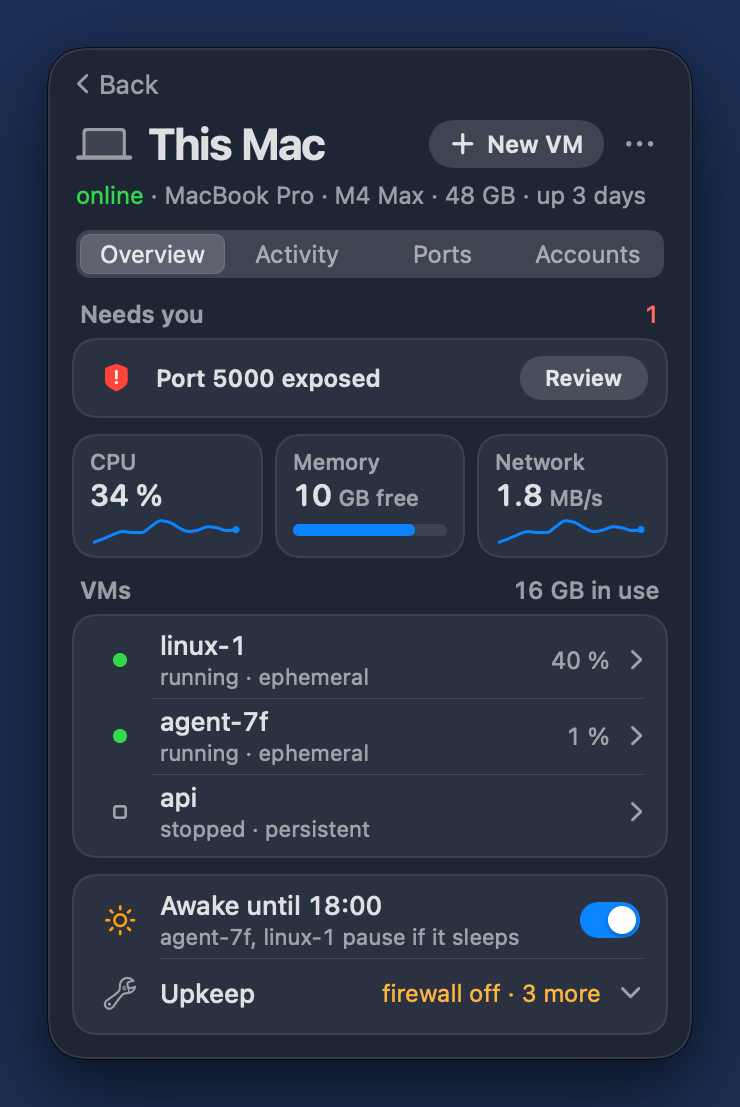 Back
This Mac
New VM
online · MacBook Pro · M4 Max · 48 GB · up 3 days
Overview Activity Ports Accounts
Needs you 1
Port 5000 exposed Review
CPU Memory Network
34 % 10 GB free 1.8 MB/s
VMs 16 GB in use
linux-1
running · ephemeral
40 %
agent-7f
running · ephemeral
1 %
api
stopped · persistent
Awake until 18:00
agent-7f, linux-1 pause if it sleeps
Upkeep firewall off · 3 more